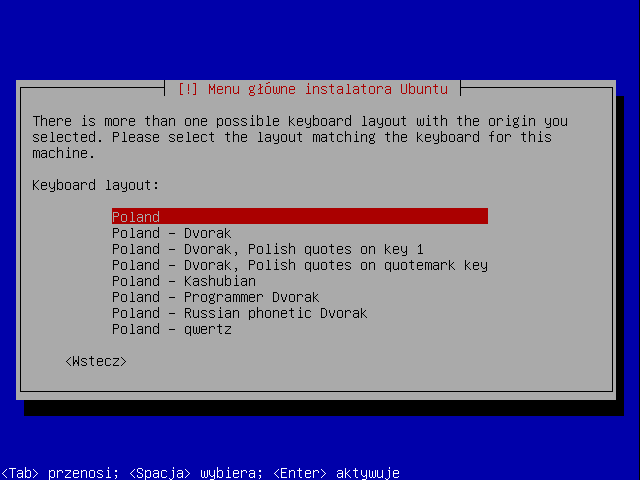 [!] Menu główne instalatora Ubuntu
There is more than one possible keyboard layout with the origin you
selected. Please select the layout matching the keyboard for this
machine.
Keyboard layout:
Poland
Poland – Dvorak
Poland – Dvorak, Polish quotes on key 1
Poland – Dvorak, Polish quotes on quotemark key
Poland – Kashubian
Poland – Programmer Dvorak
Poland – Russian phonetic Dvorak
Poland – qwertz
<Wstecz>
<Tab> przenosi; <Spacja> wybiera; <Enter> aktywuje